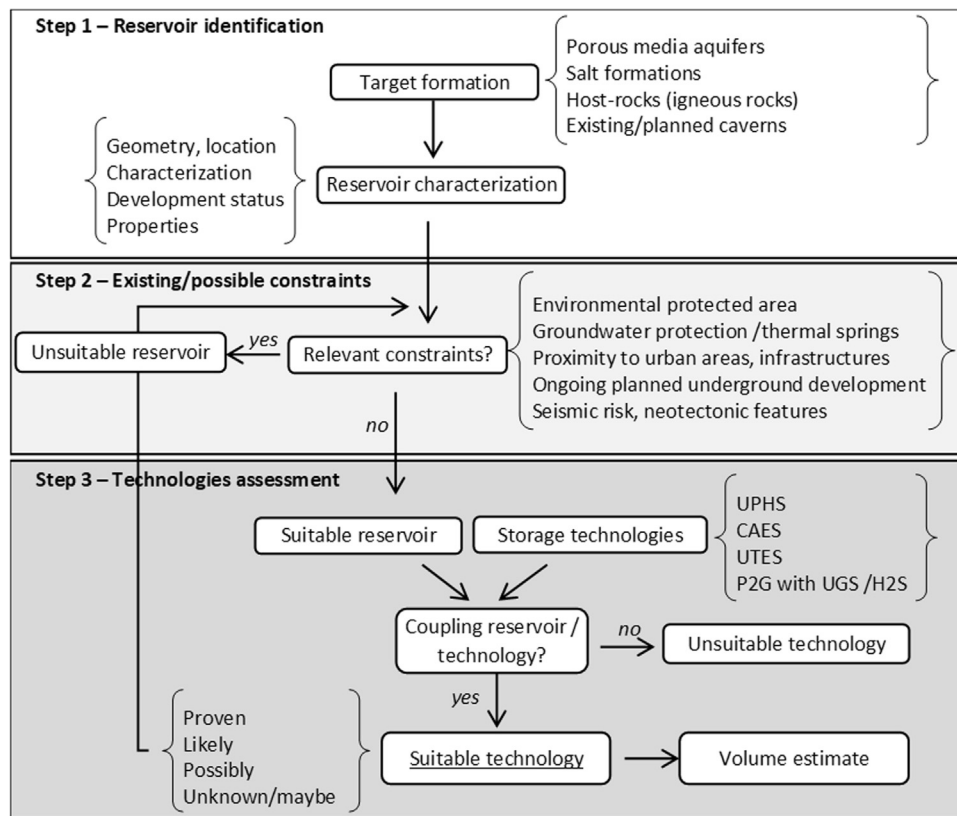 Step 1 – Reservoir identification
Target formation
Porous media aquifers
Salt formations
Host-rocks (igneous rocks)
Existing/planned caverns
Geometry, location
Characterization
Development status
Properties
Reservoir characterization
Step 2 – Existing/possible constraints
Unsuitable reservoir
yes
Relevant constraints?
Environmental protected area
Groundwater protection /thermal springs
Proximity to urban areas, infrastructures
Ongoing planned underground development
Seismic risk, neotectonic features
no
Step 3 – Technologies assessment
Suitable reservoir
Storage technologies
UPHS
CAES
UTES
P2G with UGS /H2S
Coupling reservoir /
technology?
no
Unsuitable technology
yes
Proven
Likely
Possibly
Unknown/maybe
Suitable technology
Volume estimate